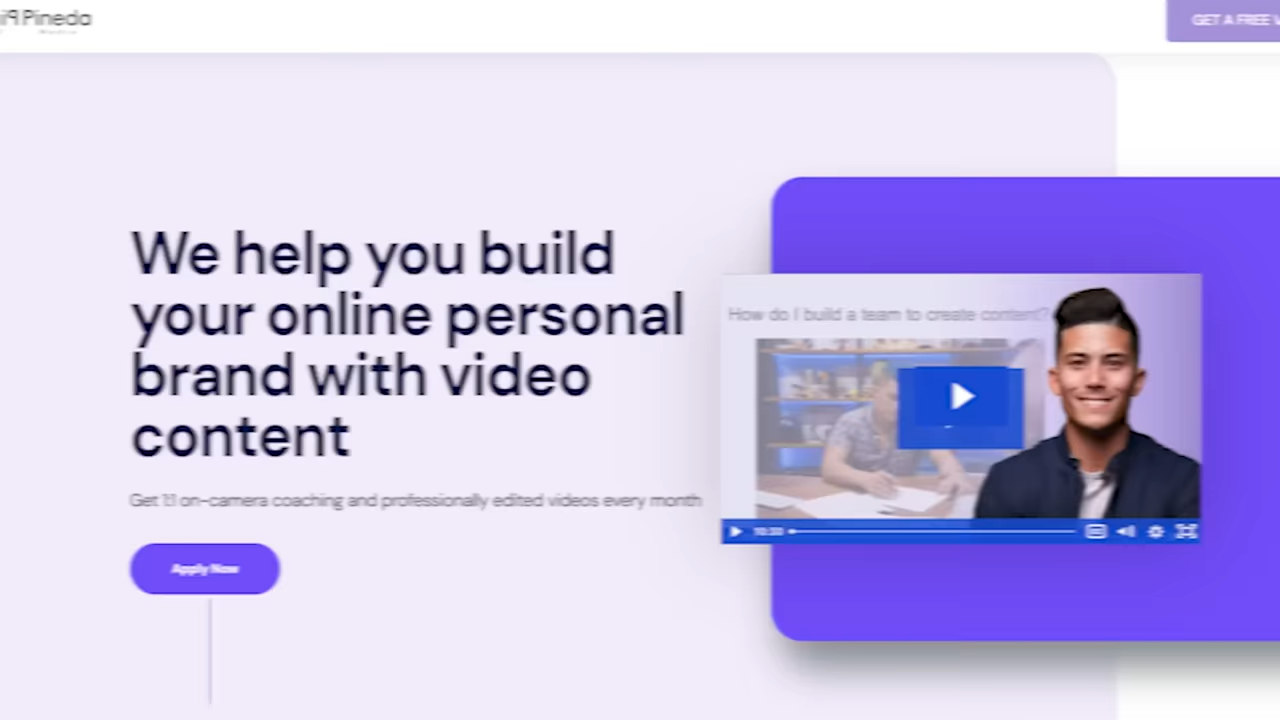 Pineda
GET A FREE
We help you build
your online personal
brand with video
content
Get 1:1 on-camera coaching and professionally edited videos every month
Apply Now
How do I build a team to create content?